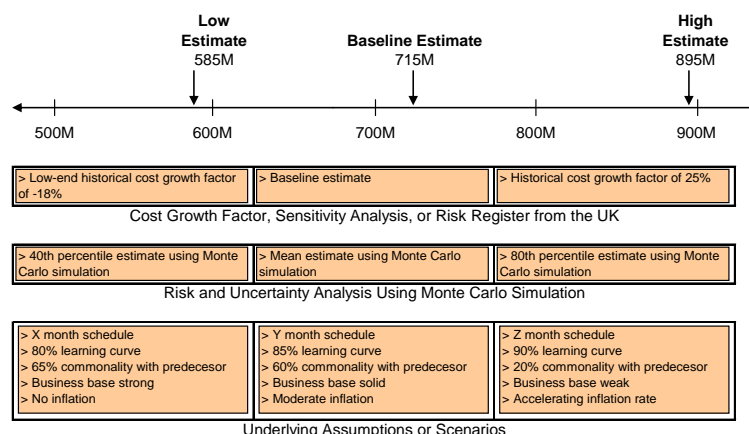 Low
Estimate
585M
Baseline Estimate
715M
High
Estimate
895M
500M
600M
700M
800M
900M
> Low-end historical cost growth factor
of -18%
> Baseline estimate
> Historical cost growth factor of 25%
Cost Growth Factor, Sensitivity Analysis, or Risk Register from the UK
> 40th percentile estimate using Monte
Carlo simulation
> Mean estimate using Monte Carlo
simulation
> 80th percentile estimate using Monte
Carlo simulation
Risk and Uncertainty Analysis Using Monte Carlo Simulation
> X month schedule
> 80% learning curve
> 65% commonality with predecesor
> Business base strong
> No inflation
> Y month schedule
> 85% learning curve
> 60% commonality with predecesor
> Business base solid
> Moderate inflation
> Z month schedule
> 90% learning curve
> 20% commonality with predecesor
> Business base weak
> Accelerating inflation rate
Underlying Assumptions or Scenarios